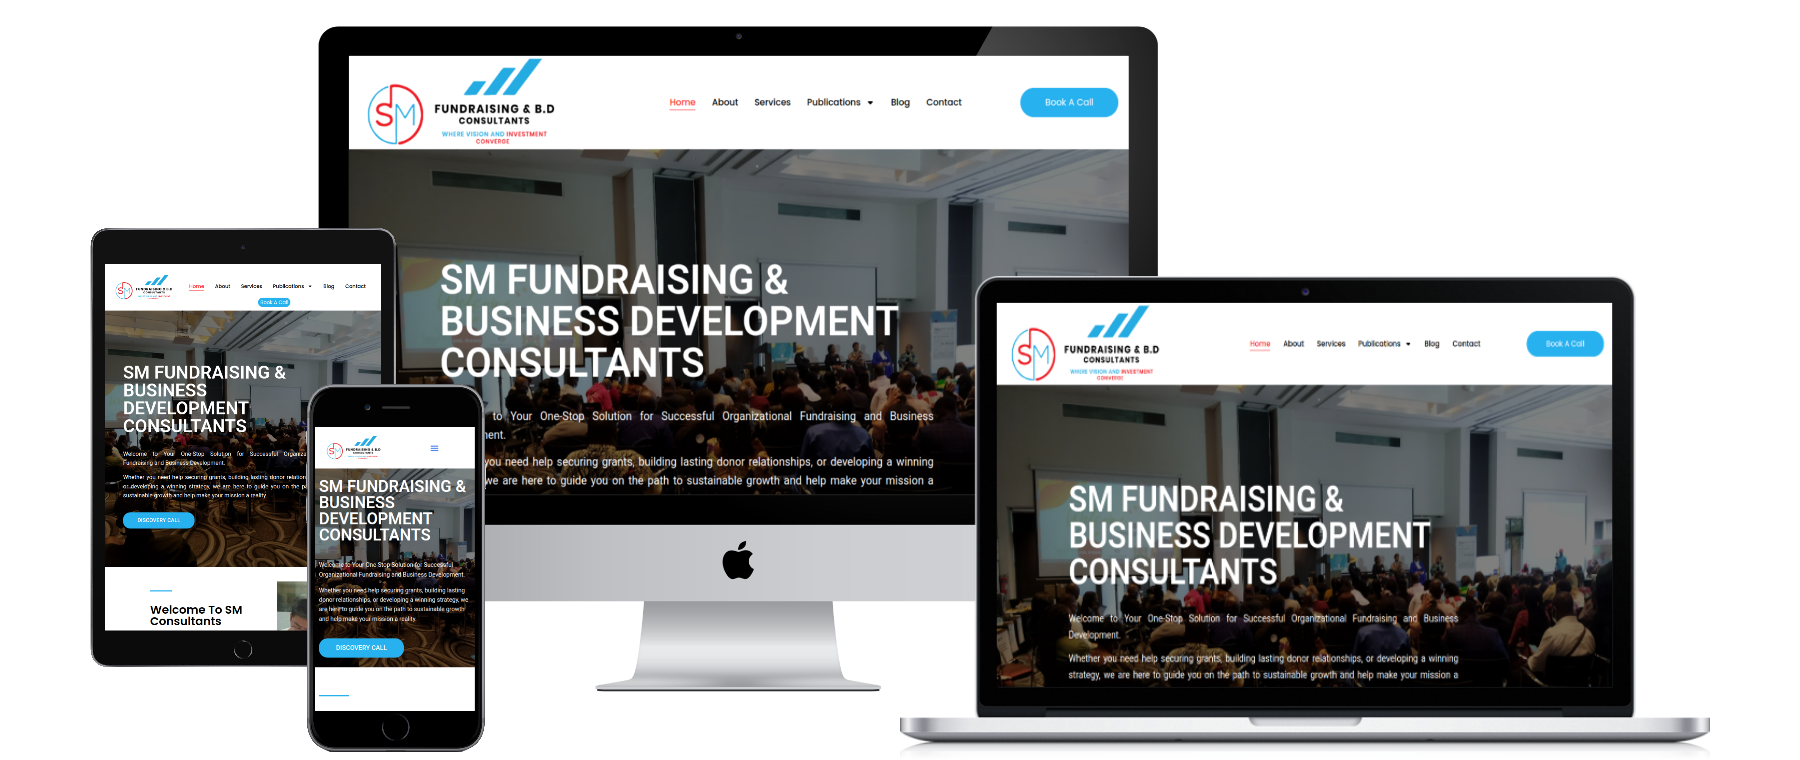 SM
FUNDRAISING & B.D
CONSULTANTS
WHERE VISION AND INVESTMENT
CONVERGE
Home About Services Publications Blog Contact
Book A Call
SM FUNDRAISING &
BUSINESS DEVELOPMENT
CONSULTANTS
to Your One-Stop Solution for Successful Organizational Fundraising and Business
ent.
you need help securing grants, building lasting donor relationships, or developing a winning
we are here to guide you on the path to sustainable growth and help make your mission a
SM
FUNDRAISING & B.D
CONSULTANTS
Home About Services Publications Blog Contact
Book A Call
SM FUNDRAISING &
BUSINESS
DEVELOPMENT
CONSULTANTS
Welcome to Your One-Stop Solution for Successful Organiza
Fundraising and Business Development.
Whether you need help securing grants, building lasting donor relation
or developing a winning strategy, we are here to guide you on the pa
sustainable growth and help make your mission a reality.
DISCOVERY CALL
Welcome To SM
Consultants
SM
FUNDRAISING & B.D
CONSULTANTS
SM FUNDRAISING &
BUSINESS
DEVELOPMENT
CONSULTANTS
Welcome to Your One-Stop Solution for Successful
Organizational Fundraising and Business Development.
Whether you need help securing grants, building lasting
donor relationships, or developing a winning strategy, we
are here to guide you on the path to sustainable growth
and help make your mission a reality.
DISCOVERY CALL
SM
FUNDRAISING & B.D
CONSULTANTS
WHERE VISION AND INVESTMENT
CONVERGE
Home About Services Publications Blog Contact
Book A Call
SM FUNDRAISING &
BUSINESS DEVELOPMENT
CONSULTANTS
Welcome to Your One-Stop Solution for Successful Organizational Fundraising and Business
Development.
Whether you need help securing grants, building lasting donor relationships, or developing a winning
strategy, we are here to guide you on the path to sustainable growth and help make your mission a